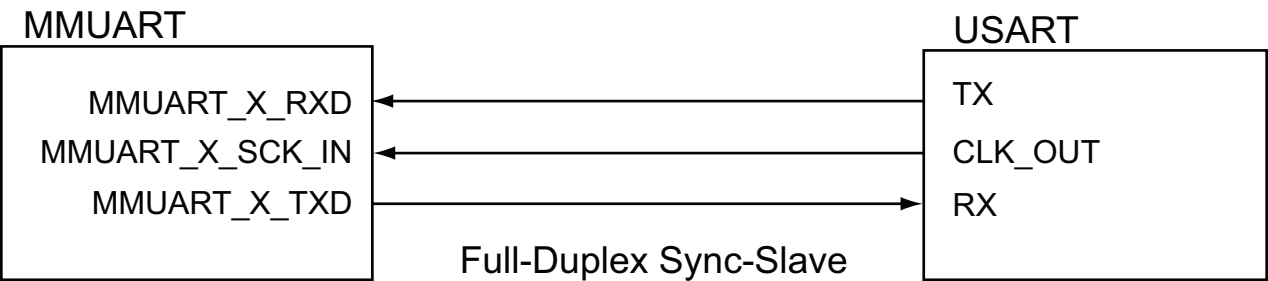 MMUART
USART
MMUART_X_RXD
TX
MMUART_X_SCK_IN
CLK_OUT
MMUART_X_TXD
RX
Full-Duplex Sync-Slave